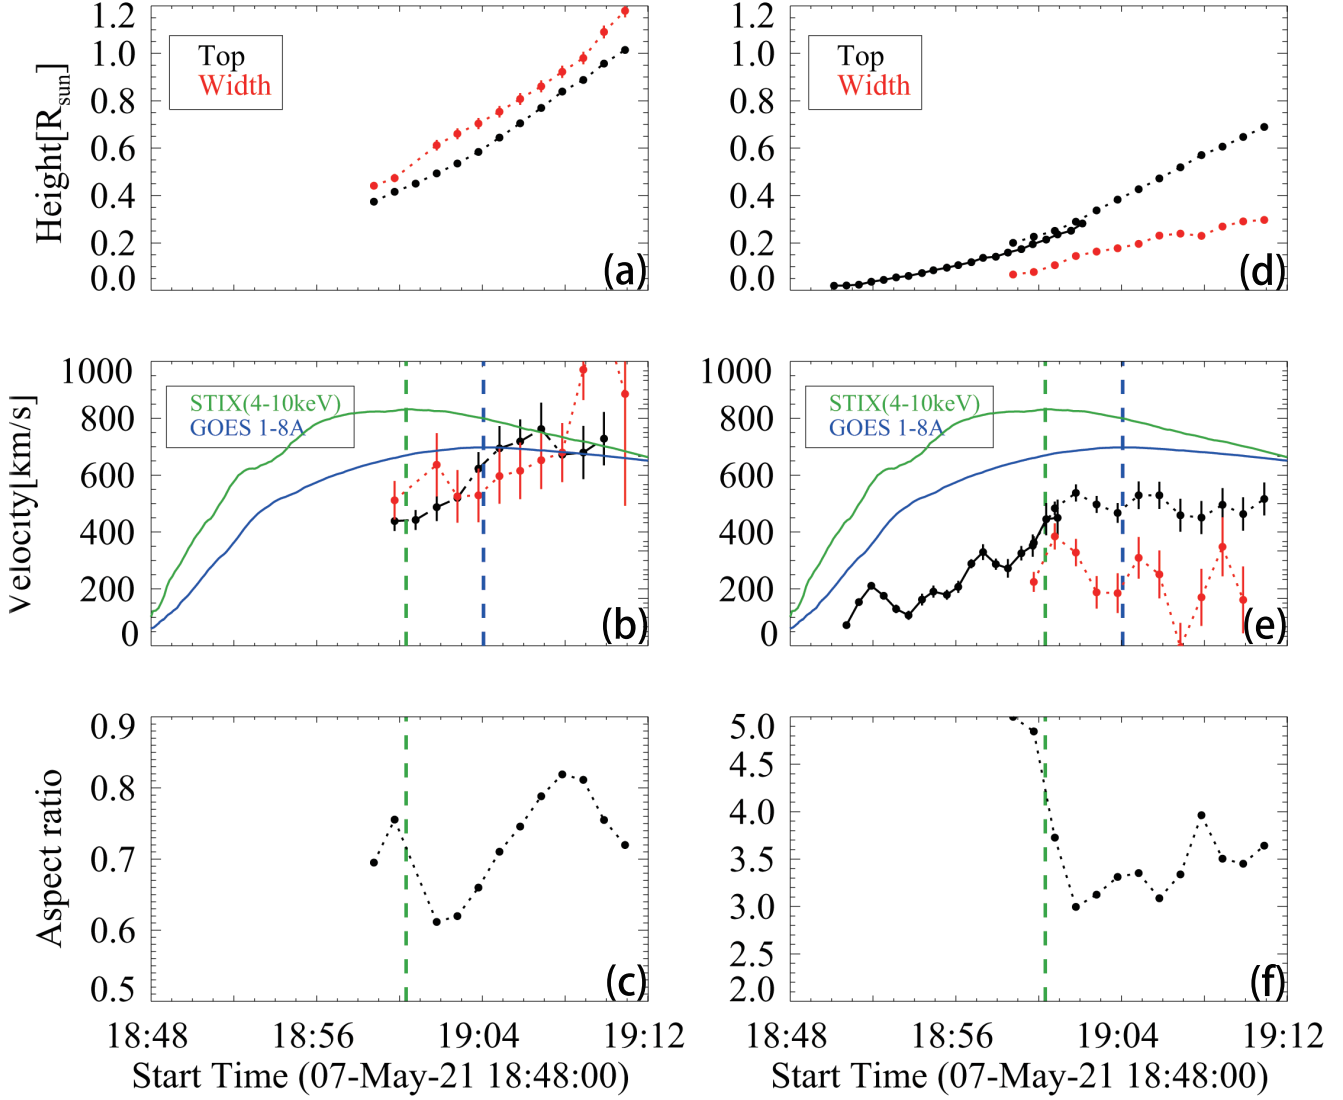 1.2
1.0
0.8
0.6
0.4
0.2
0.0
Height[R_sun]
Top
Width
(a)
1.2
1.0
0.8
0.6
0.4
0.2
0.0
Top
Width
(d)
1000
800
600
400
200
0
Velocity[km/s]
STIX(4-10keV)
GOES 1-8A
(b)
1000
800
600
400
200
0
STIX(4-10keV)
GOES 1-8A
(e)
0.9
0.8
0.7
0.6
0.5
Aspect ratio
(c)
5.0
4.5
4.0
3.5
3.0
2.5
2.0
(f)
18:48 18:56 19:04 19:12
Start Time (07-May-21 18:48:00)
18:48 18:56 19:04 19:12
Start Time (07-May-21 18:48:00)